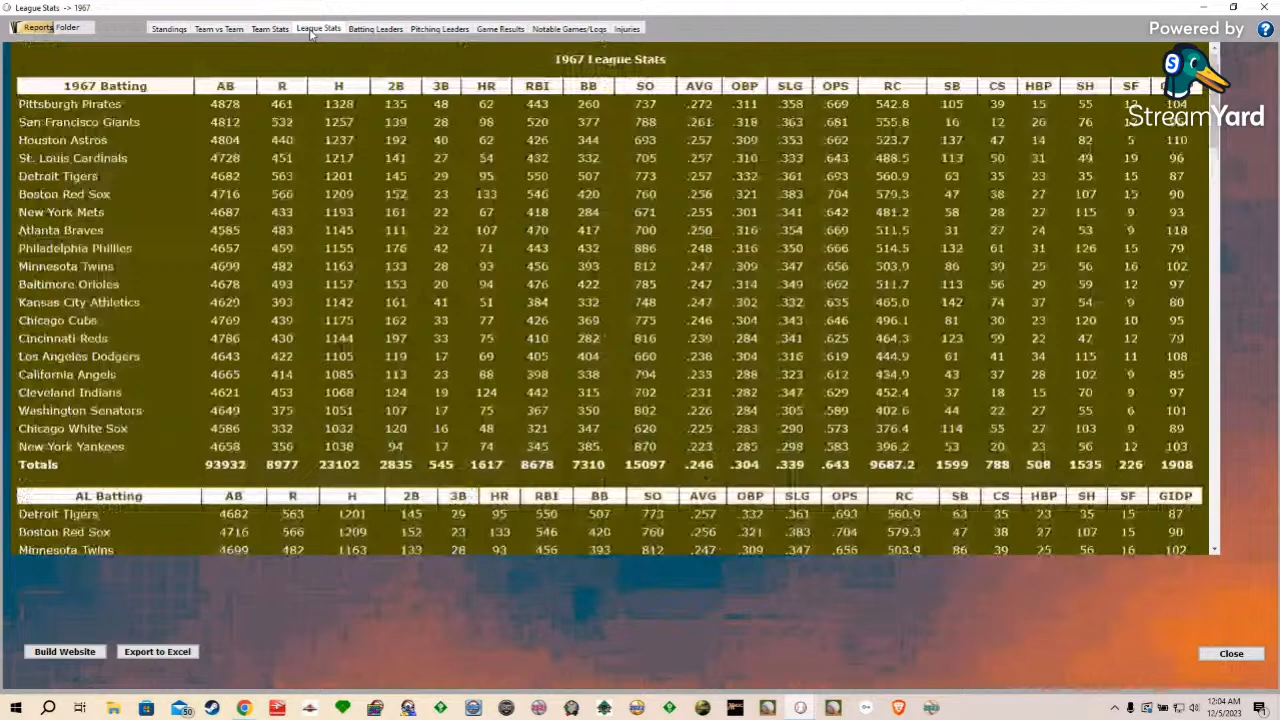 League Stats -> 1967
Reports Folder Standings Team vs Team Team Stats League Stats Batting Leaders Pitching Leaders Game Results Notable Games/Logs Injuries
Powered by
StreamYard
1967 League Stats
1967 Batting AB R H 2B 3B HR RBI BB SO AVG OBP SLG OPS RC SB CS HBP SH SF
Pittsburgh Pirates 4878 461 1328 135 48 62 443 260 737 .272 .311 .358 .669 542.8 105 39 15 55 104
San Francisco Giants 4812 532 1257 139 28 98 520 377 788 .261 .318 .363 .681 555.8 16 12 26 76
Houston Astros 4804 440 1237 192 40 62 426 344 693 .257 .309 .353 .662 523.7 137 47 14 82 5 110
St. Louis Cardinals 4728 451 1217 141 27 54 432 332 705 .257 .310 .333 .643 488.5 113 50 31 49 19 96
Detroit Tigers 4682 563 1201 145 29 95 550 507 773 .257 .332 .361 .693 560.9 63 35 23 35 15 87
Boston Red Sox 4716 566 1209 152 23 133 546 420 760 .256 .321 .383 .704 579.3 47 38 27 107 15 90
New York Mets 4687 433 1193 161 22 67 418 284 671 .255 .301 .341 .642 481.2 58 28 27 115 9 93
Atlanta Braves 4585 483 1145 111 22 107 470 417 700 .250 .316 .354 .669 511.5 31 27 24 53 9 118
Philadelphia Phillies 4657 459 1155 176 42 71 443 432 886 .248 .316 .350 .666 514.5 132 61 31 126 15 79
Minnesota Twins 4699 482 1163 133 28 93 456 393 812 .247 .309 .347 .656 503.9 86 39 25 56 16 102
Baltimore Orioles 4678 493 1157 153 20 94 476 422 785 .247 .314 .349 .662 511.7 113 56 29 59 12 97
Kansas City Athletics 4629 393 1142 161 41 51 384 332 748 .247 .302 .332 .635 465.0 142 74 37 54 9 80
Chicago Cubs 4769 439 1175 162 33 77 426 369 775 .246 .304 .343 .646 496.1 81 30 23 120 10 95
Cincinnati Reds 4786 430 1144 197 33 75 410 282 816 .239 .284 .341 .625 464.3 123 59 22 47 12 79
Los Angeles Dodgers 4643 422 1105 119 17 69 405 404 660 .238 .304 .316 .619 444.9 61 41 34 115 11 108
California Angels 4665 414 1085 113 23 88 398 338 794 .233 .288 .323 .612 434.9 43 37 28 102 9 85
Cleveland Indians 4621 453 1068 124 19 124 442 315 702 .231 .282 .347 .629 452.4 37 18 15 70 9 97
Washington Senators 4649 375 1051 107 17 75 367 350 802 .226 .284 .305 .589 402.6 44 22 27 55 6 101
Chicago White Sox 4586 332 1032 120 16 48 321 347 620 .225 .283 .290 .573 376.4 114 55 27 103 9 89
New York Yankees 4658 356 1038 94 17 74 345 385 870 .223 .285 .298 .583 396.2 53 20 23 56 12 103
Totals 93932 8977 23102 2835 545 1617 8678 7310 15097 .246 .304 .339 .643 9687.2 1599 788 508 1535 226 1908
AL Batting AB R H 2B 3B HR RBI BB SO AVG OBP SLG OPS RC SB CS HBP SH SF GIDP
Detroit Tigers 4682 563 1201 145 29 95 550 507 773 .257 .332 .361 .693 560.9 63 35 23 35 15 87
Boston Red Sox 4716 566 1209 152 23 133 546 420 760 .256 .321 .383 .704 579.3 47 38 27 107 15 90
Minnesota Twins 4699 482 1163 133 28 93 456 393 812 .247 .309 .347 .656 503.9 86 39 25 56 16 102
Build Website Export to Excel Close
50
12:04 AM
12/5/2023